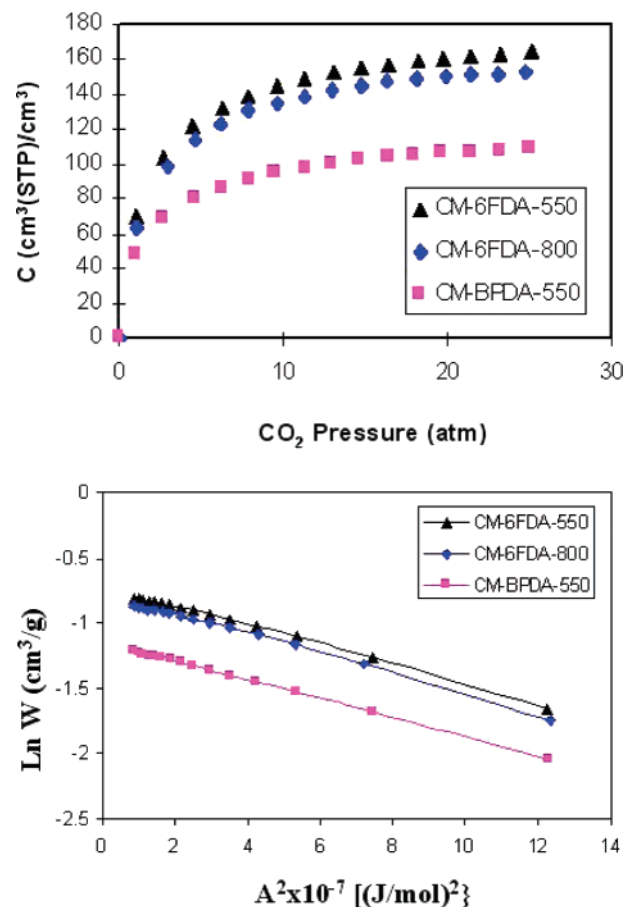 180
160
140
120
100
80
60
40
20
0
C (cm³(STP)/cm³)
CM-6FDA-550
CM-6FDA-800
CM-BPDA-550
0 10 20 30
CO₂ Pressure (atm)
0
-0.5
-1
-1.5
-2
-2.5
Ln W (cm³/g)
CM-6FDA-550
CM-6FDA-800
CM-BPDA-550
0 2 4 6 8 10 12 14
A²x10⁻⁷ [(J/mol)²}